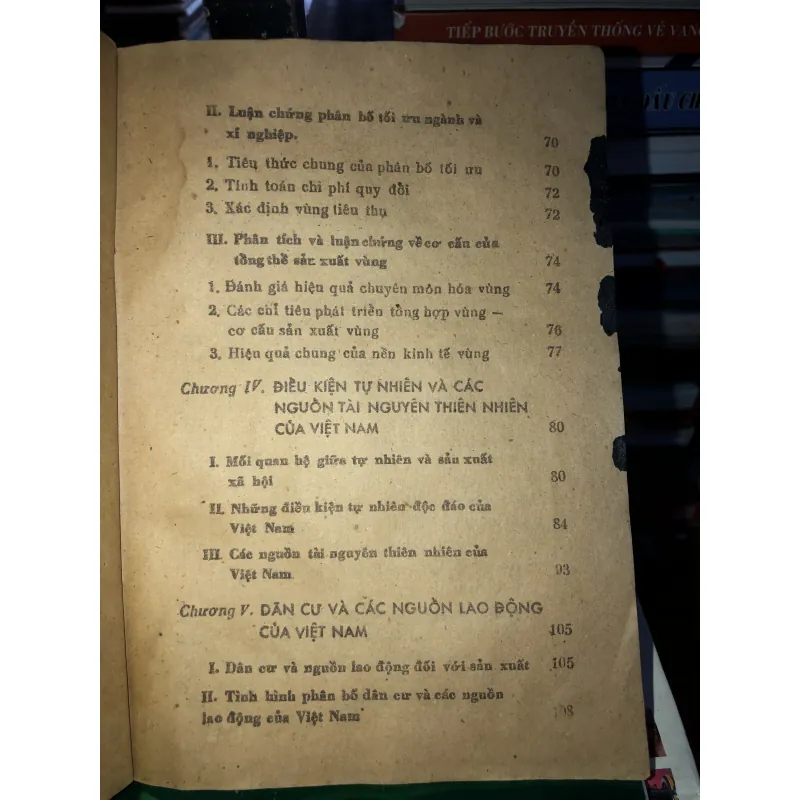 TIẾP BƯỚC TRUYỀN THỐNG VẺ VANG
DẤU CH
II. Luận chứng phân bố tối ưu ngành và
xí nghiệp. 70
1. Tiêu thức chung của phân bố tối ưu 70
2. Tính toán chi phí quy đổi 72
3. Xác định vùng tiêu thụ 72
III. Phân tích và luận chứng về cơ cấu của
tổng thể sản xuất vùng 74
1. Đánh giá hiệu quả chuyên môn hóa vùng 74
2. Các chỉ tiêu phát triển tổng hợp vùng —
cơ cấu sản xuất vùng 76
3. Hiệu quả chung của nền kinh tế vùng 77
Chương IV. ĐIỀU KIỆN TỰ NHIÊN VÀ CÁC
NGUỒN TÀI NGUYÊN THIÊN NHIÊN
CỦA VIỆT NAM 80
I. Mối quan hệ giữa tự nhiên và sản xuất
xã hội 80
II. Những điều kiện tự nhiên độc đáo của
Việt Nam 84
III. Các nguồn tài nguyên thiên nhiên của
Việt Nam 93
Chương V. DÂN CƯ VÀ CÁC NGUỒN LAO ĐỘNG
CỦA VIỆT NAM 105
I. Dân cư và nguồn lao động đối với sản xuất 105
II. Tình hình phân bố dân cư và các nguồn
lao động của Việt Nam 108